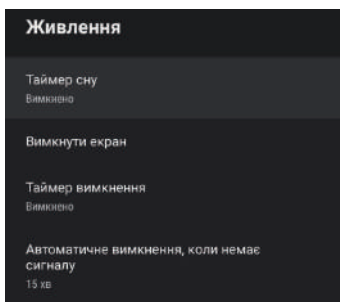 Живлення
Таймер сну
Вимкнено
Вимкнути екран
Таймер вимкнення
Вимкнено
Автоматичне вимкнення, коли немає
сигналу
15 хв